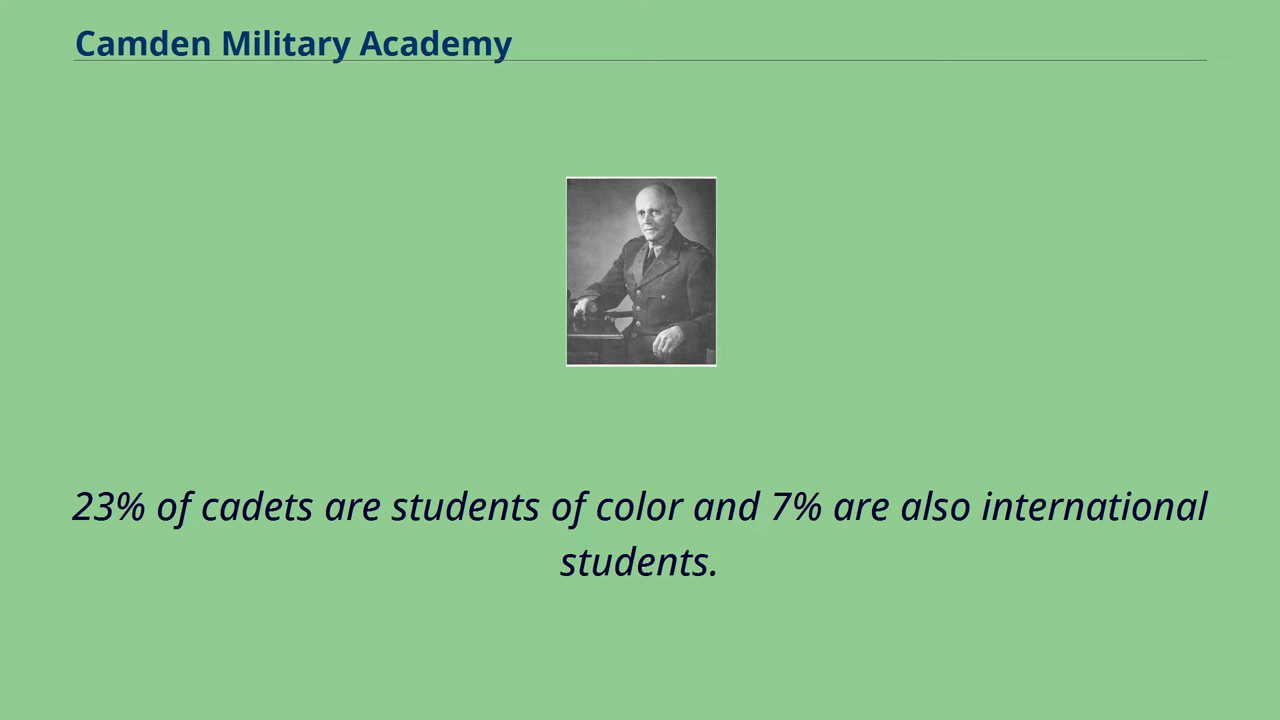 Camden Military Academy
23% of cadets are students of color and 7% are also international
students.